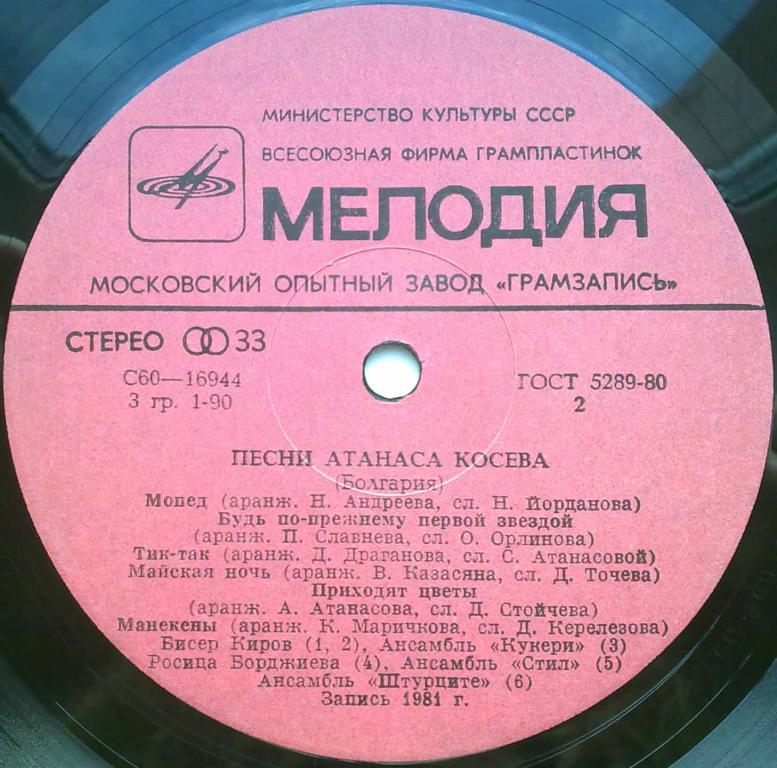 МИНИСТЕРСТВО КУЛЬТУРЫ СССР
ВСЕСОЮЗНАЯ ФИРМА ГРАМПЛАСТИНОК
МЕЛОДИЯ
МОСКОВСКИЙ ОПЫТНЫЙ ЗАВОД «ГРАМЗАПИСЬ»
СТЕРЕО 33
С60—16944
3 гр. 1-90
ГОСТ 5289-80
2
ПЕСНИ АТАНАСА КОСЕВА
(Болгария)
Мопед (аранж. Н. Андреева, сл. Н. Йорданова)
Будь по-прежнему первой звездой
(аранж. П. Славнева, сл. О. Орлинова)
Тик-так (аранж. Д. Драганова, сл. С. Атанасовой)
Майская ночь (аранж. В. Казасяна, сл. Д. Точева)
Приходят цветы
(аранж. А. Атанасова, сл. Д. Стойчева)
Манекены (аранж. К. Маричкова, сл. Д. Керелезова)
Бисер Киров (1, 2), Ансамбль «Кукери» (3)
Росица Борджиева (4), Ансамбль «Стил» (5)
Ансамбль «Штурците» (6)
Запись 1981 г.